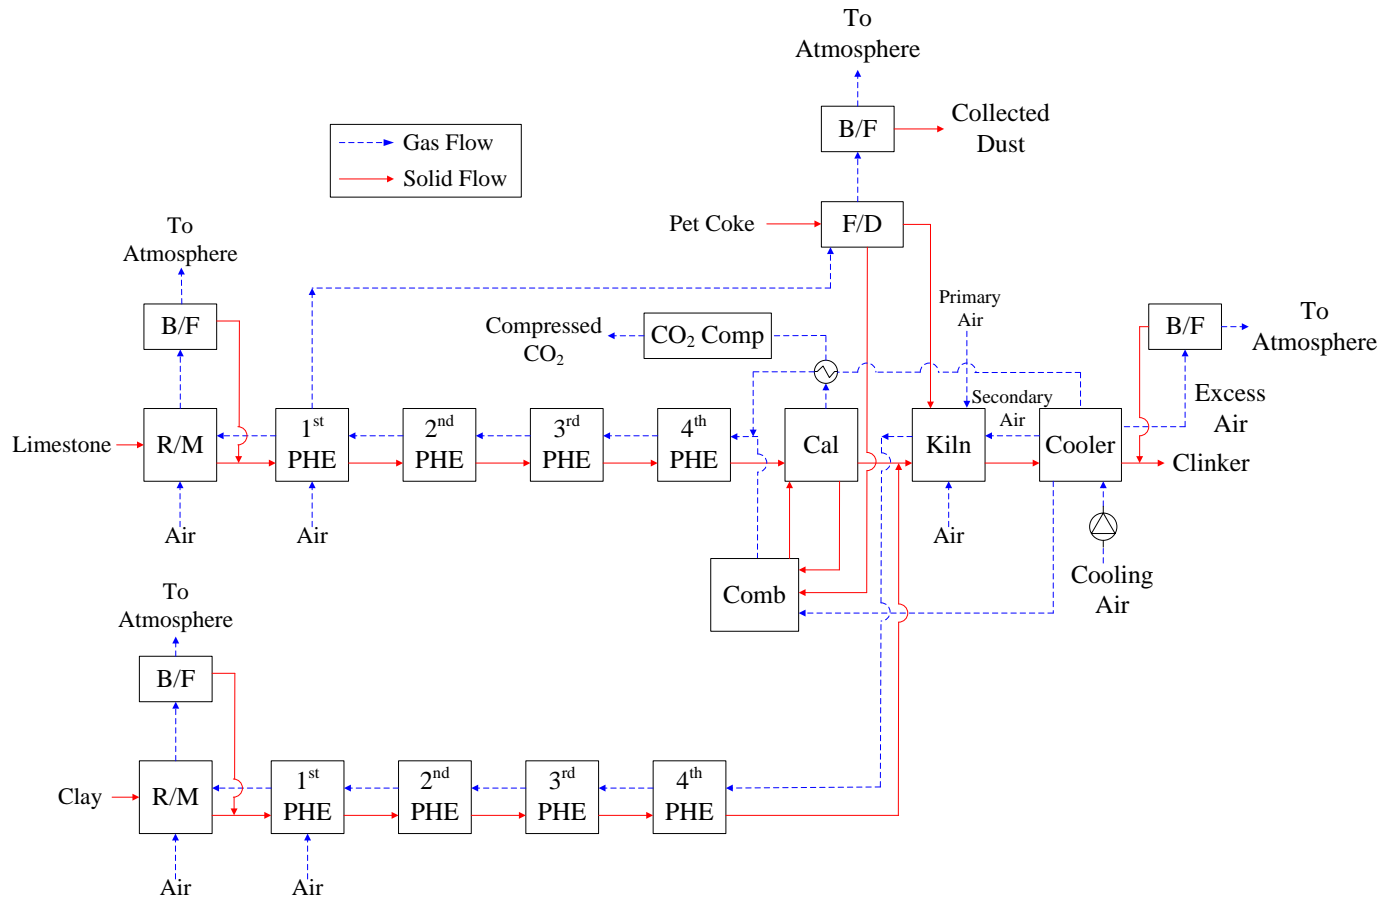 To
Atmosphere
B/F
Collected
Dust
Gas Flow
Solid Flow
Pet Coke
F/D
To
Atmosphere
B/F
Primary
Air
Compressed
CO₂
CO₂ Comp
B/F
To
Atmosphere
Excess
Air
Limestone
R/M
1st
PHE
2nd
PHE
3rd
PHE
4th
PHE
Cal
Kiln
Secondary
Air
Cooler
Clinker
Air
Air
Air
Cooling
Air
Comb
To
Atmosphere
B/F
Clay
R/M
1st
PHE
2nd
PHE
3rd
PHE
4th
PHE
Air
Air